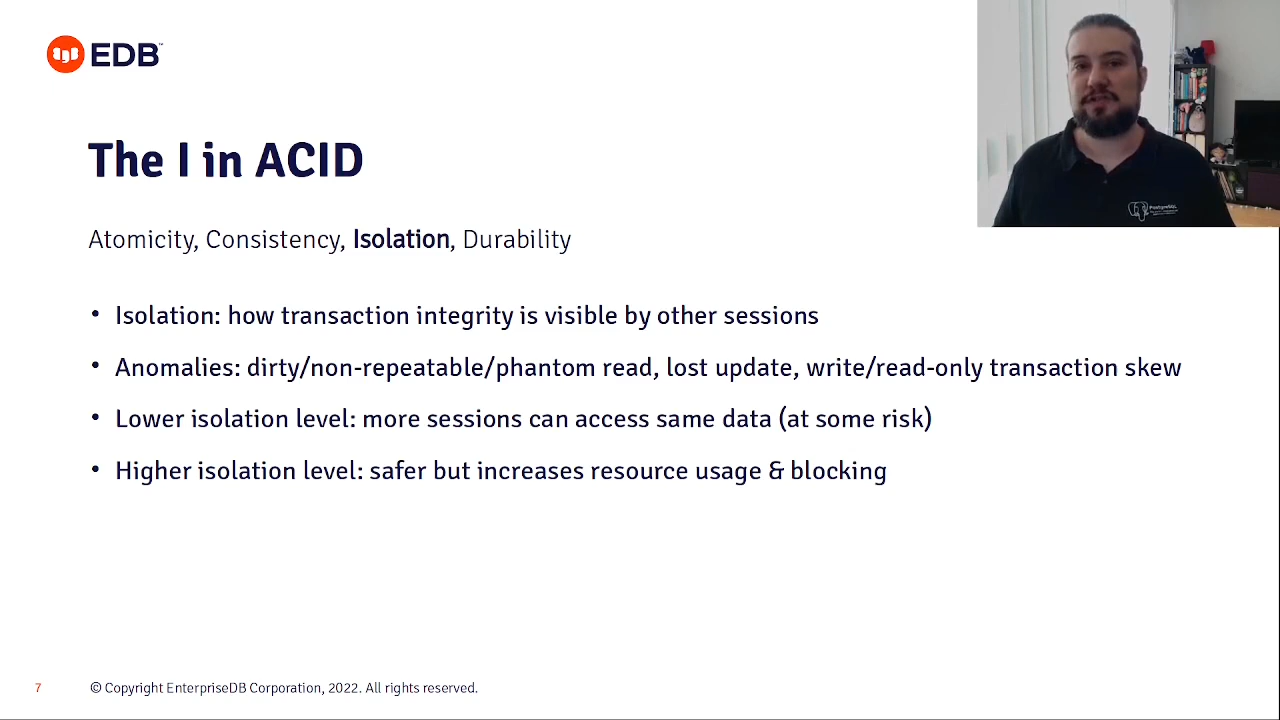 EDB™
The I in ACID
Atomicity, Consistency, Isolation, Durability
• Isolation: how transaction integrity is visible by other sessions
• Anomalies: dirty/non-repeatable/phantom read, lost update, write/read-only transaction skew
• Lower isolation level: more sessions can access same data (at some risk)
• Higher isolation level: safer but increases resource usage & blocking
PostgreSQL
7 © Copyright EnterpriseDB Corporation, 2022. All rights reserved.